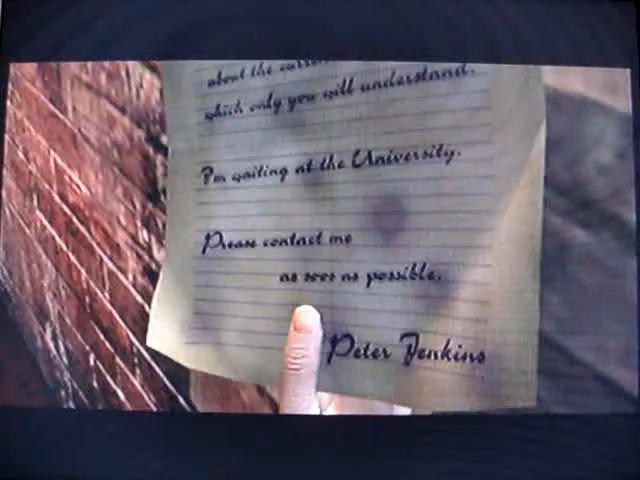 about the current
which only you will understand.
I'm waiting at the University.
Please contact me
as soon as possible.
Peter Jenkins